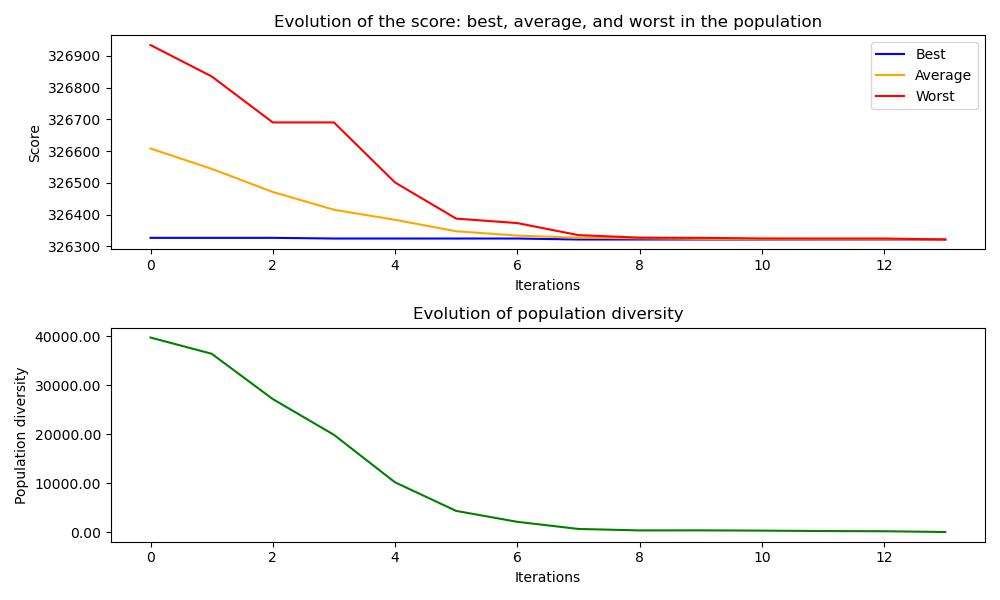 Evolution of the score: best, average, and worst in the population
Score
326900
326800
326700
326600
326500
326400
326300
Best
Average
Worst
0 2 4 6 8 10 12
Iterations
Evolution of population diversity
Population diversity
40000.00
30000.00
20000.00
10000.00
0.00
0 2 4 6 8 10 12
Iterations